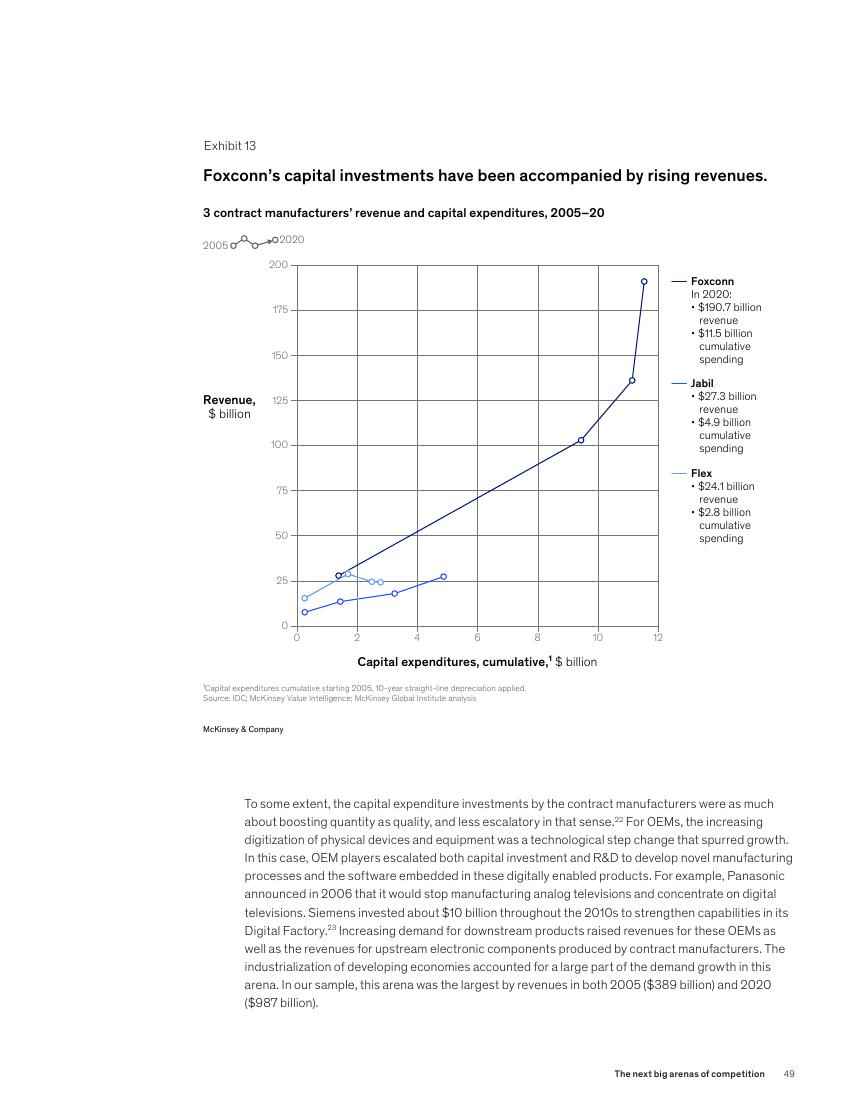 Exhibit 13
Foxconn’s capital investments have been accompanied by rising revenues.
3 contract manufacturers’ revenue and capital expenditures, 2005–20
2005 2020
200
175
150
125
100
75
50
25
0
Revenue,
$ billion
0 2 4 6 8 10 12
Capital expenditures, cumulative,¹ $ billion
Foxconn
In 2020:
• $190.7 billion
revenue
• $11.5 billion
cumulative
spending
Jabil
• $27.3 billion
revenue
• $4.9 billion
cumulative
spending
Flex
• $24.1 billion
revenue
• $2.8 billion
cumulative
spending
¹Capital expenditures cumulative starting 2005, 10-year straight-line depreciation applied.
Source: IDC; McKinsey Value Intelligence; McKinsey Global Institute analysis
McKinsey & Company
To some extent, the capital expenditure investments by the contract manufacturers were as much
about boosting quantity as quality, and less escalatory in that sense.²² For OEMs, the increasing
digitization of physical devices and equipment was a technological step change that spurred growth.
In this case, OEM players escalated both capital investment and R&D to develop novel manufacturing
processes and the software embedded in these digitally enabled products. For example, Panasonic
announced in 2006 that it would stop manufacturing analog televisions and concentrate on digital
televisions. Siemens invested about $10 billion throughout the 2010s to strengthen capabilities in its
Digital Factory.²³ Increasing demand for downstream products raised revenues for these OEMs as
well as the revenues for upstream electronic components produced by contract manufacturers. The
industrialization of developing economies accounted for a large part of the demand growth in this
arena. In our sample, this arena was the largest by revenues in both 2005 ($389 billion) and 2020
($987 billion).
The next big arenas of competition 49